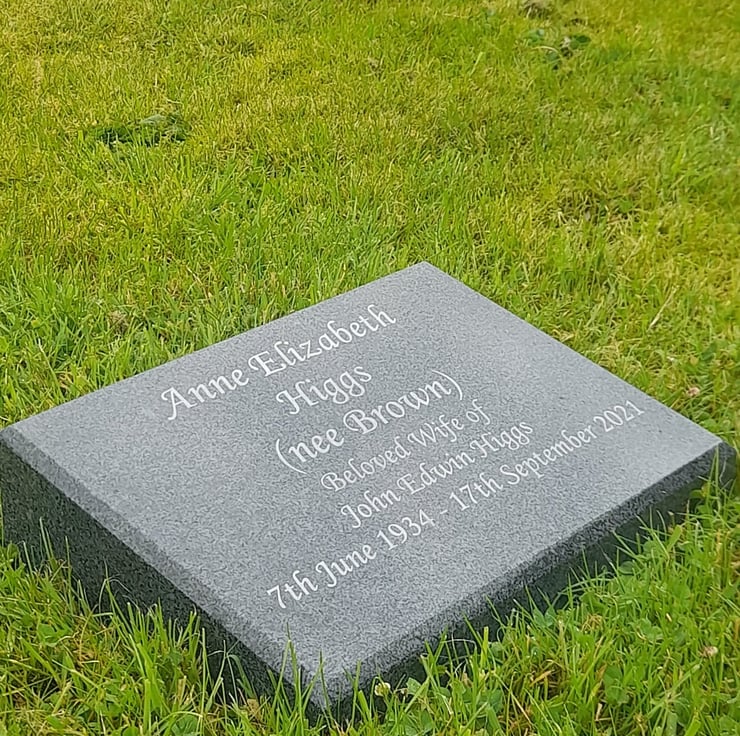 Anne Elizabeth
Higgs
(nee Brown)
Beloved Wife of
John Edwin Higgs
7th June 1934 - 17th September 2021